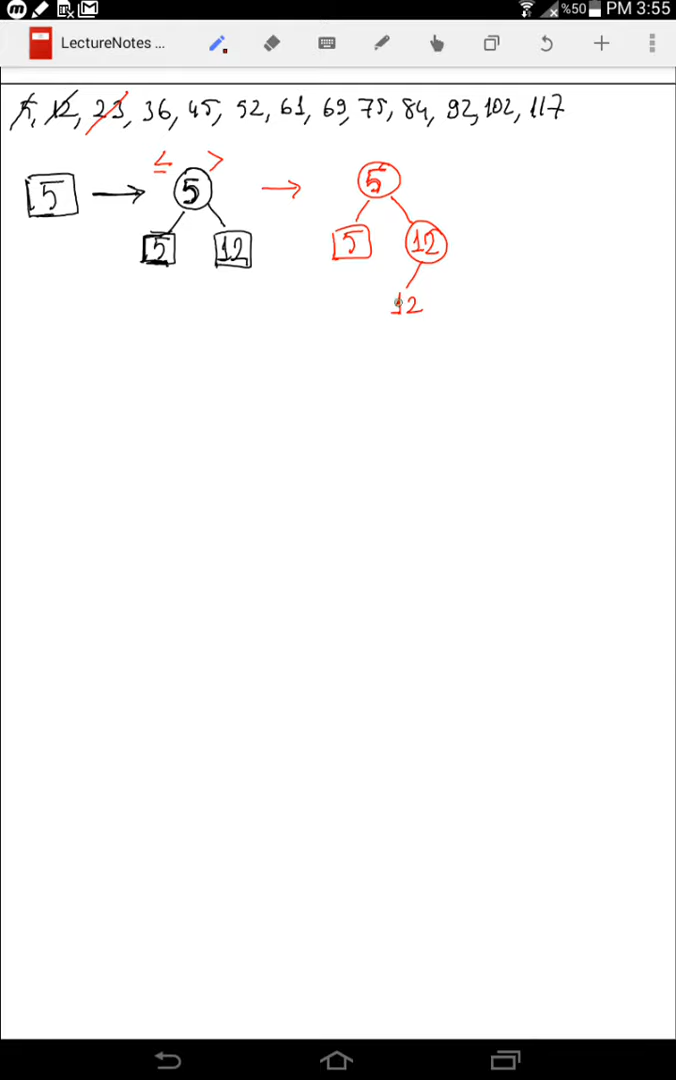 %50 PM 3:55
LectureNotes ...
5, 12, 23, 36, 45, 52, 61, 69, 75, 84, 92, 102, 117
≤ >
5 → 5 → 5
5 12 5 12
12